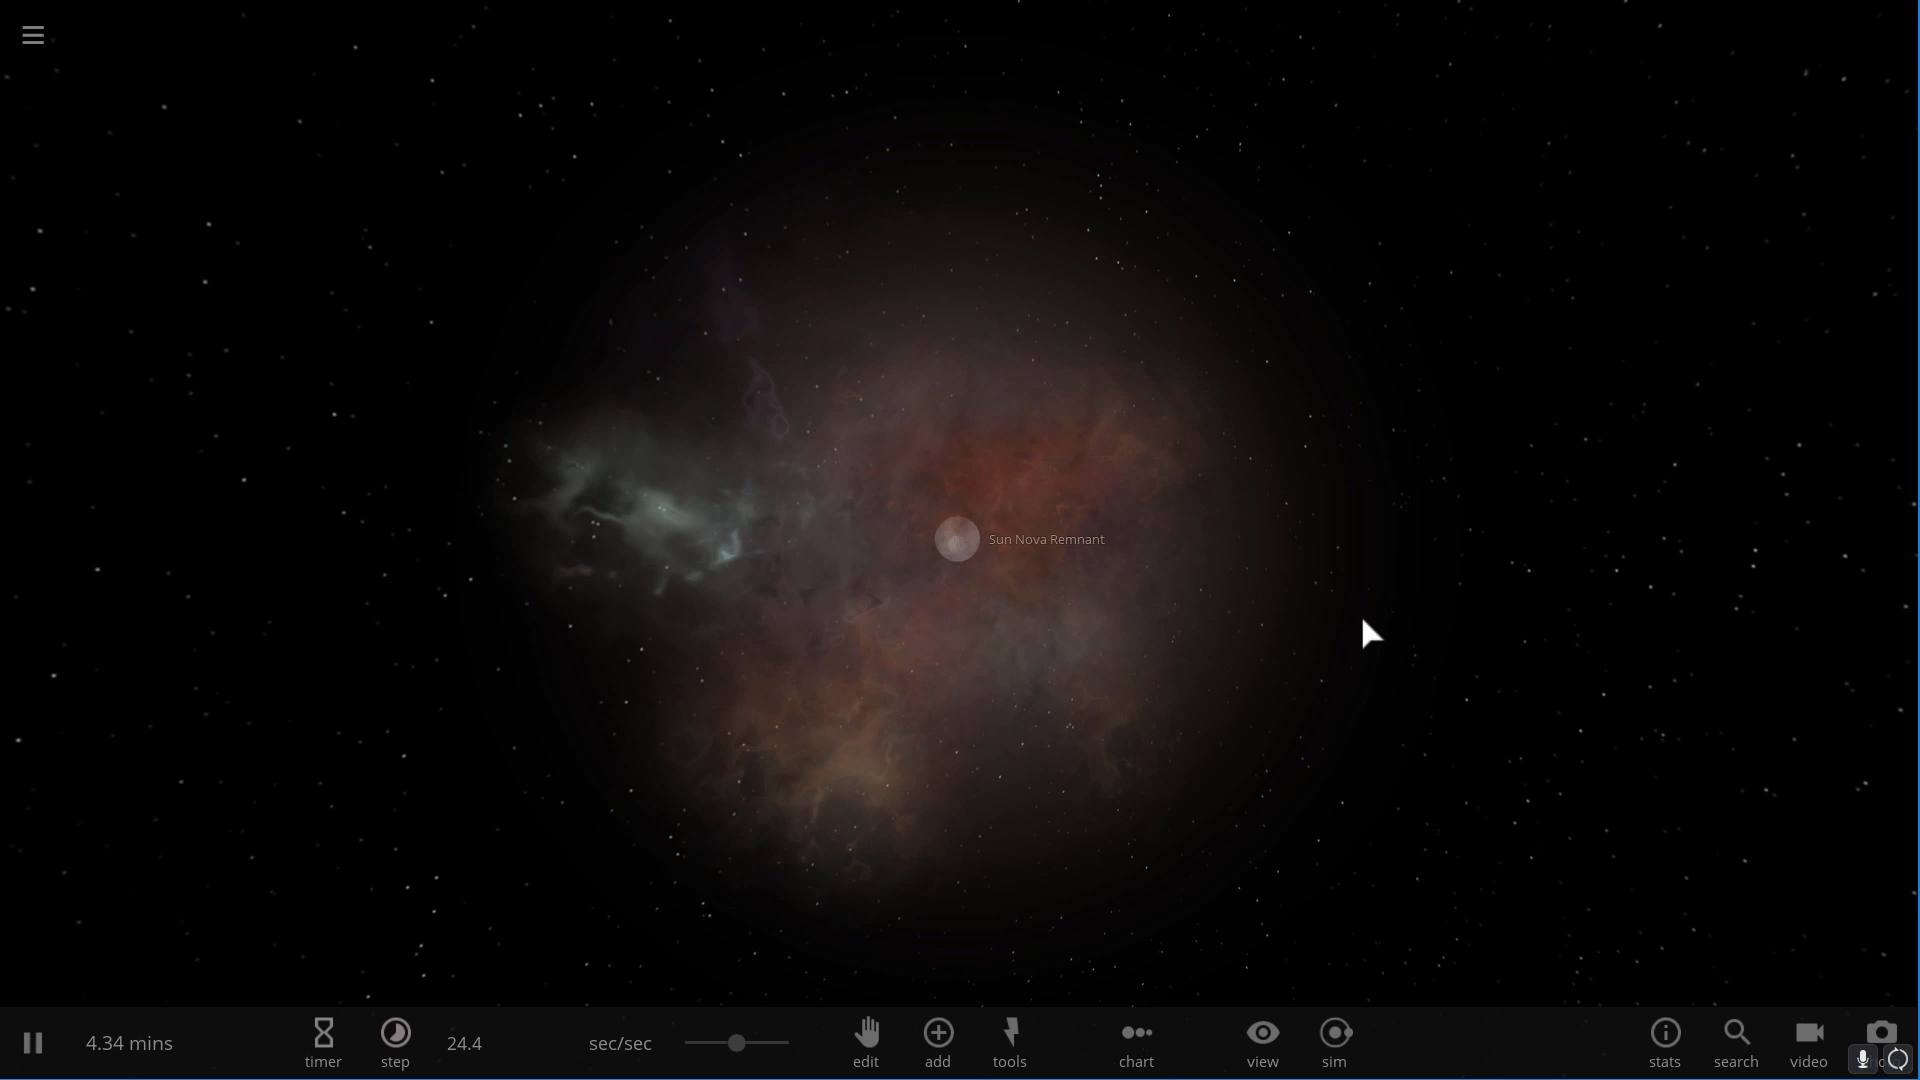 Sun Nova Remnant
4.34 mins
timer
step
24.4
sec/sec
edit
add
tools
chart
view
sim
stats
search
video